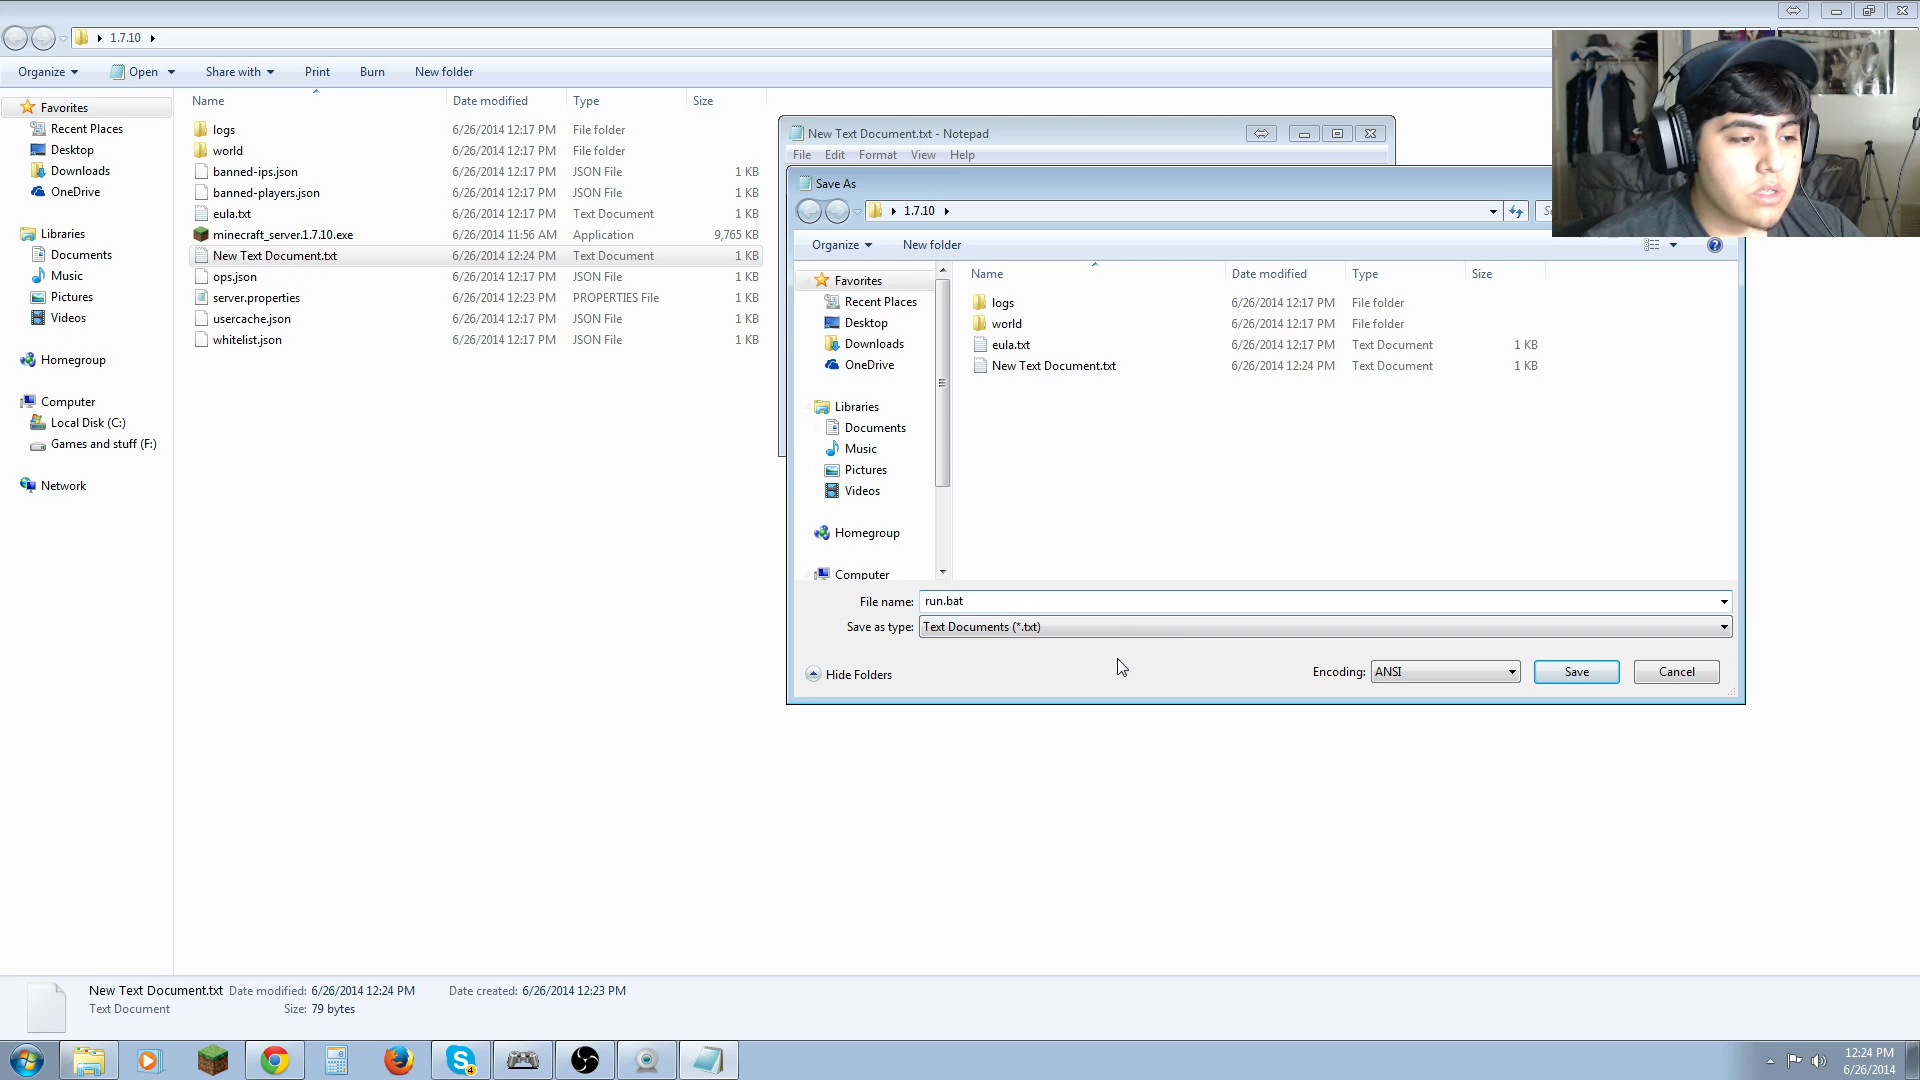 1.7.10
Organize Open Share with Print Burn New folder
Name Date modified Type Size
Favorites
Recent Places
Desktop
Downloads
OneDrive
Libraries
Documents
Music
Pictures
Videos
Homegroup
Computer
Local Disk (C:)
Games and stuff (F:)
Network
logs 6/26/2014 12:17 PM File folder
world 6/26/2014 12:17 PM File folder
banned-ips.json 6/26/2014 12:17 PM JSON File 1 KB
banned-players.json 6/26/2014 12:17 PM JSON File 1 KB
eula.txt 6/26/2014 12:17 PM Text Document 1 KB
minecraft_server.1.7.10.exe 6/26/2014 11:56 AM Application 9,765 KB
New Text Document.txt 6/26/2014 12:24 PM Text Document 1 KB
ops.json 6/26/2014 12:17 PM JSON File 1 KB
server.properties 6/26/2014 12:23 PM PROPERTIES File 1 KB
usercache.json 6/26/2014 12:17 PM JSON File 1 KB
whitelist.json 6/26/2014 12:17 PM JSON File 1 KB
New Text Document.txt - Notepad
File Edit Format View Help
Save As
1.7.10
Organize New folder
Favorites
Recent Places
Desktop
Downloads
OneDrive
Libraries
Documents
Music
Pictures
Videos
Homegroup
Computer
Name Date modified Type Size
logs 6/26/2014 12:17 PM File folder
world 6/26/2014 12:17 PM File folder
eula.txt 6/26/2014 12:17 PM Text Document 1 KB
New Text Document.txt 6/26/2014 12:24 PM Text Document 1 KB
File name: run.bat
Save as type: Text Documents (*.txt)
Hide Folders Encoding: ANSI Save Cancel
New Text Document.txt Date modified: 6/26/2014 12:24 PM Date created: 6/26/2014 12:23 PM
Text Document Size: 79 bytes
4
12:24 PM
6/26/2014